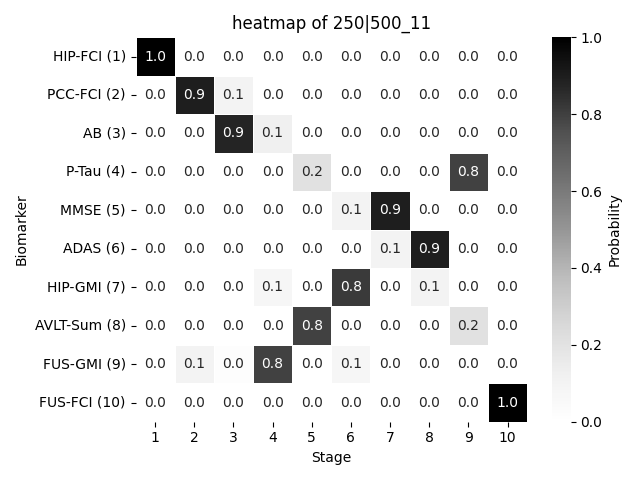 heatmap of 250|500_11
HIP-FCI (1) 1.0 0.0 0.0 0.0 0.0 0.0 0.0 0.0 0.0 0.0
PCC-FCI (2) 0.0 0.9 0.1 0.0 0.0 0.0 0.0 0.0 0.0 0.0
AB (3) 0.0 0.0 0.9 0.1 0.0 0.0 0.0 0.0 0.0 0.0
P-Tau (4) 0.0 0.0 0.0 0.0 0.2 0.0 0.0 0.0 0.8 0.0
MMSE (5) 0.0 0.0 0.0 0.0 0.0 0.1 0.9 0.0 0.0 0.0
ADAS (6) 0.0 0.0 0.0 0.0 0.0 0.0 0.1 0.9 0.0 0.0
HIP-GMI (7) 0.0 0.0 0.0 0.1 0.0 0.8 0.0 0.1 0.0 0.0
AVLT-Sum (8) 0.0 0.0 0.0 0.0 0.8 0.0 0.0 0.0 0.2 0.0
FUS-GMI (9) 0.0 0.1 0.0 0.8 0.0 0.1 0.0 0.0 0.0 0.0
FUS-FCI (10) 0.0 0.0 0.0 0.0 0.0 0.0 0.0 0.0 0.0 1.0
1 2 3 4 5 6 7 8 9 10
Stage
Biomarker
1.0
0.8
0.6
0.4
0.2
0.0
Probability